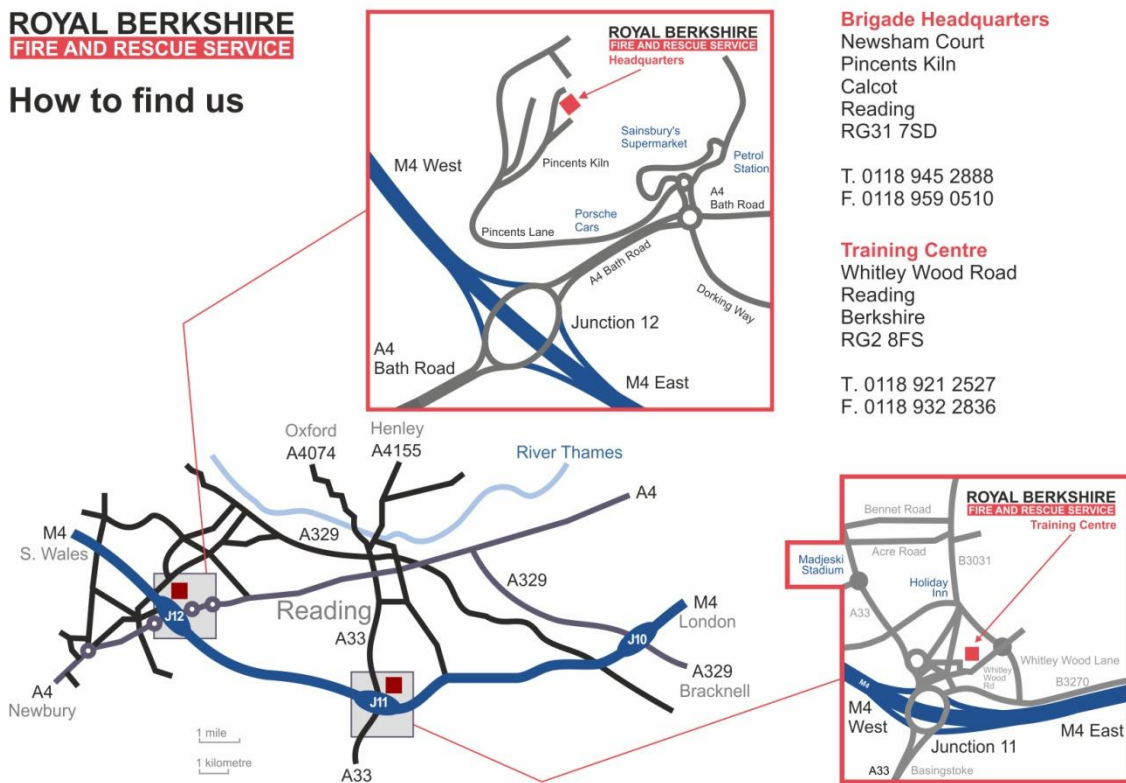 ROYAL BERKSHIRE
FIRE AND RESCUE SERVICE
How to find us
ROYAL BERKSHIRE
FIRE AND RESCUE SERVICE
Headquarters
Sainsbury's
Supermarket
Petrol
Station
M4 West
Pincents Kiln
A4
Bath Road
Porsche
Cars
Pincents Lane
A4 Bath Road
Dorking Way
Junction 12
A4
Bath Road
M4 East
Brigade Headquarters
Newsham Court
Pincents Kiln
Calcot
Reading
RG31 7SD
T. 0118 945 2888
F. 0118 959 0510
Training Centre
Whitley Wood Road
Reading
Berkshire
RG2 8FS
T. 0118 921 2527
F. 0118 932 2836
Oxford
A4074
Henley
A4155
River Thames
A4
M4
S. Wales
A329
A329
J12
Reading
A33
M4
London
J10
A329
Bracknell
A4
Newbury
J11
1 mile
1 kilometre
A33
ROYAL BERKSHIRE
FIRE AND RESCUE SERVICE
Training Centre
Bennet Road
Acre Road
B3031
Madjeski
Stadium
Holiday
Inn
A33
Whitley Wood Lane
Whitley
Wood
Rd
B3270
M4
M4
West
M4 East
Junction 11
A33
Basingstoke